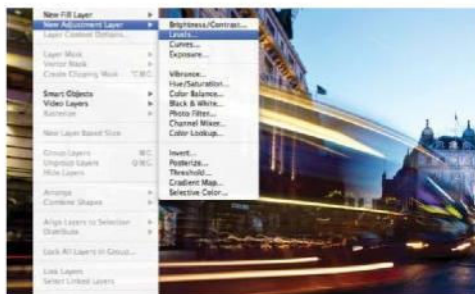 New Fill Layer
New Adjustment Layer
Layer Content Options...
Layer Mask
Vector Mask
Create Clipping Mask ⌥⌘G
Smart Objects
Video Layers
Rasterize
New Layer Based Slice
Group Layers ⌘G
Ungroup Layers ⇧⌘G
Hide Layers
Arrange
Combine Shapes
Align Layers to Selection
Distribute
Lock All Layers in Group...
Link Layers
Select Linked Layers
Brightness/Contrast...
Levels...
Curves...
Exposure...
Vibrance...
Hue/Saturation...
Color Balance...
Black & White...
Photo Filter...
Channel Mixer...
Color Lookup...
Invert...
Posterize...
Threshold...
Gradient Map...
Selective Color...